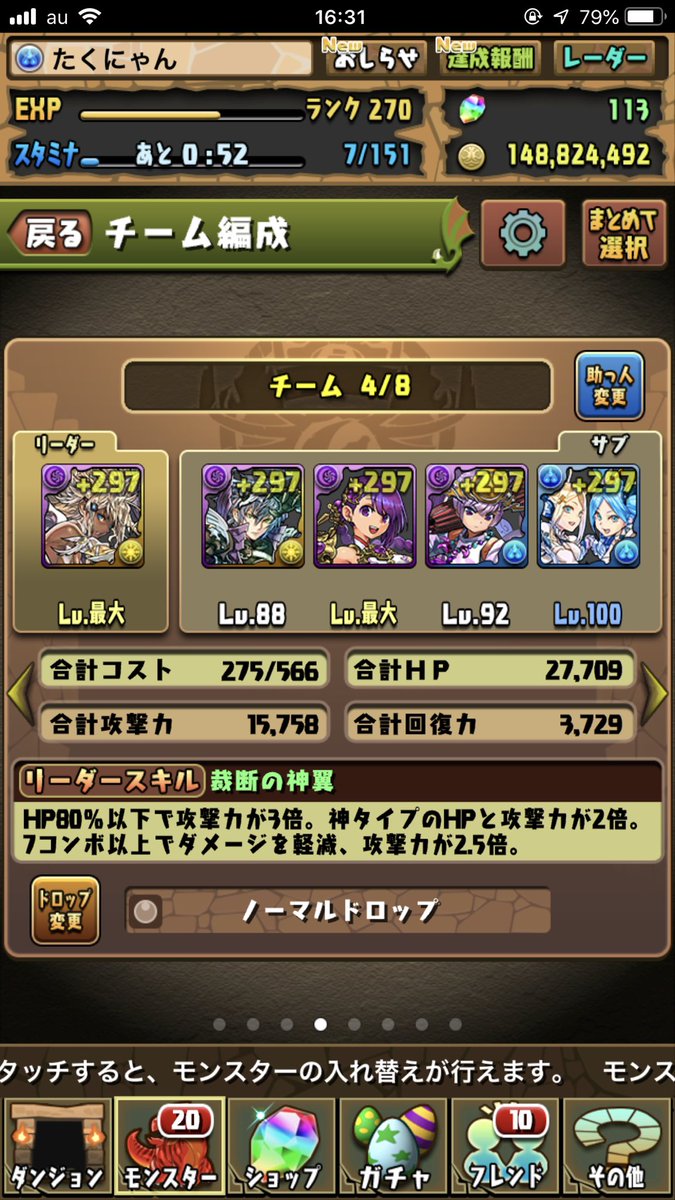 au 16:31 79%
たくにゃん New おしらせ New 達成報酬 レーダー
EXP ランク 270 113
スタミナ あと 0:52 7/151 148,824,492
戻る チーム編成 まとめて選択
チーム 4/8 助っ人変更
リーダー サブ
+297 +297 +297 +297 +297
Lv.最大 Lv.88 Lv.最大 Lv.92 Lv.100
合計コスト 275/566 合計HP 27,709
合計攻撃力 15,758 合計回復力 3,729
リーダースキル 裁断の神翼
HP80%以下で攻撃力が3倍。神タイプのHPと攻撃力が2倍。
7コンボ以上でダメージを軽減、攻撃力が2.5倍。
ドロップ変更 ノーマルドロップ
タッチすると、モンスターの入れ替えが行えます。 モンス
20 10
ダンジョン モンスター ショップ ガチャ フレンド その他